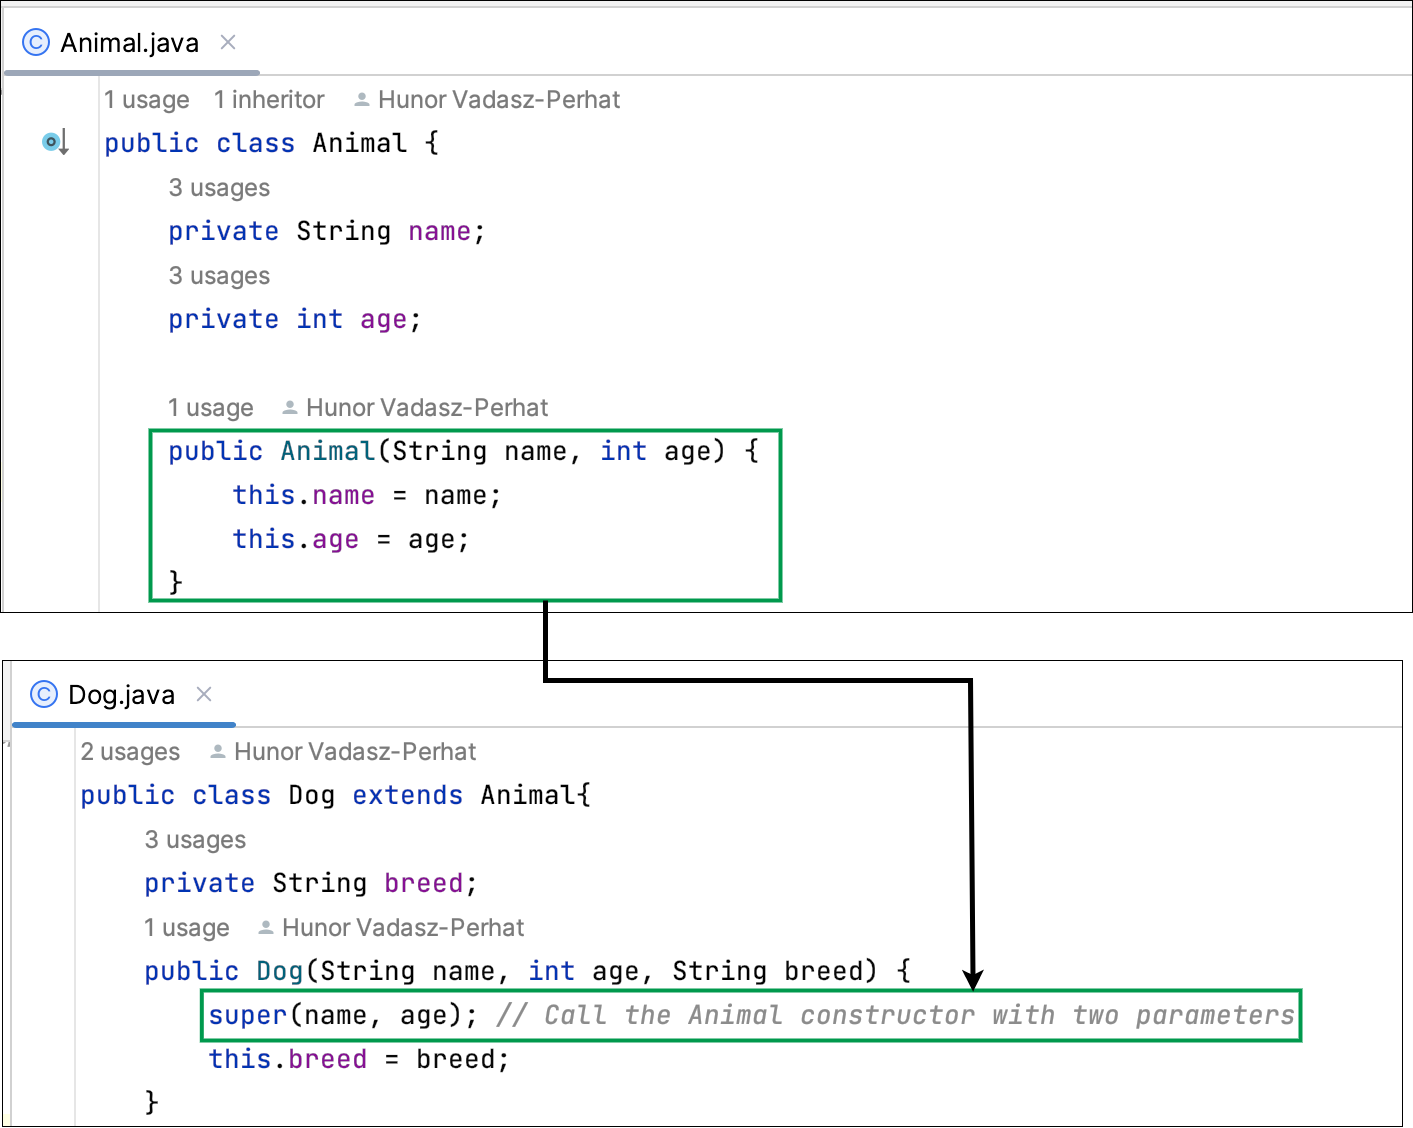 Animal.java
1 usage 1 inheritor Hunor Vadasz-Perhat
public class Animal {
3 usages
private String name;
3 usages
private int age;
1 usage Hunor Vadasz-Perhat
public Animal(String name, int age) {
this.name = name;
this.age = age;
}
Dog.java
2 usages Hunor Vadasz-Perhat
public class Dog extends Animal{
3 usages
private String breed;
1 usage Hunor Vadasz-Perhat
public Dog(String name, int age, String breed) {
super(name, age); // Call the Animal constructor with two parameters
this.breed = breed;
}